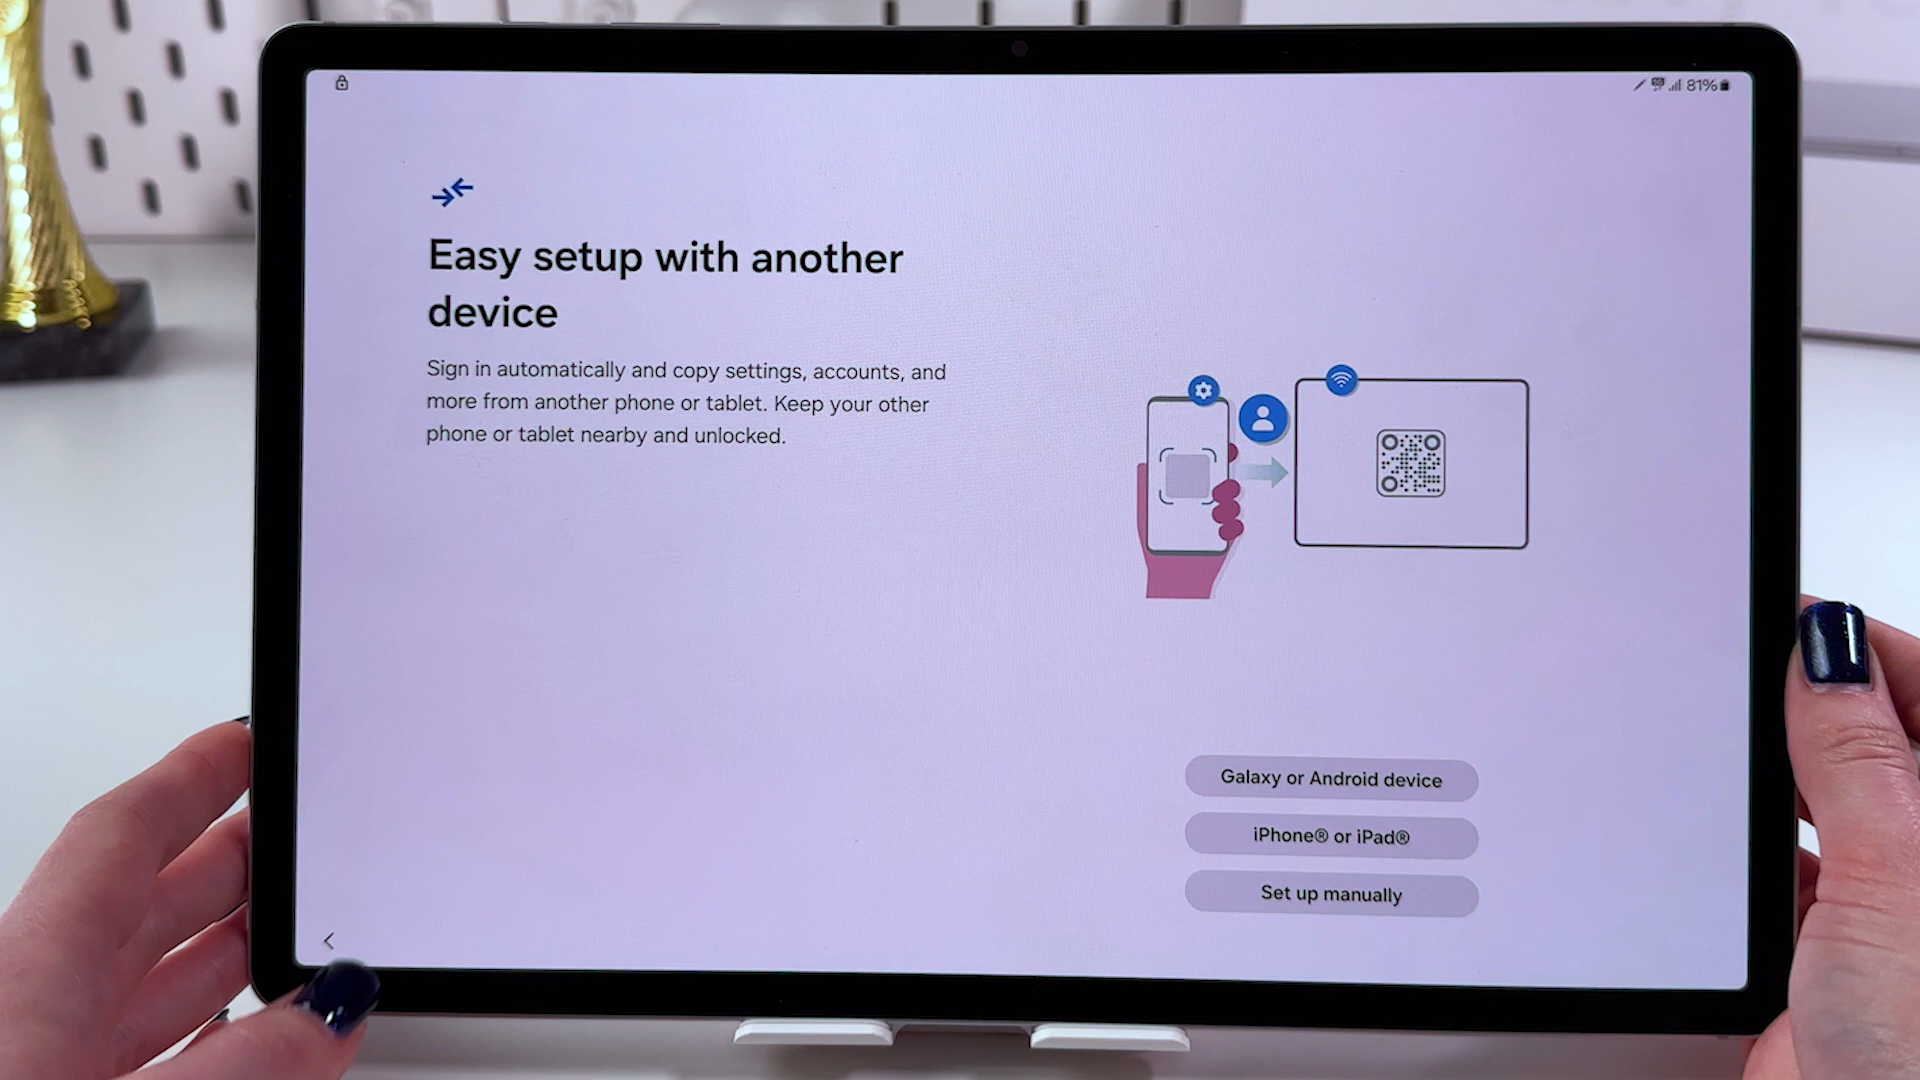 81%
Easy setup with another
device
Sign in automatically and copy settings, accounts, and
more from another phone or tablet. Keep your other
phone or tablet nearby and unlocked.
Galaxy or Android device
iPhone® or iPad®
Set up manually